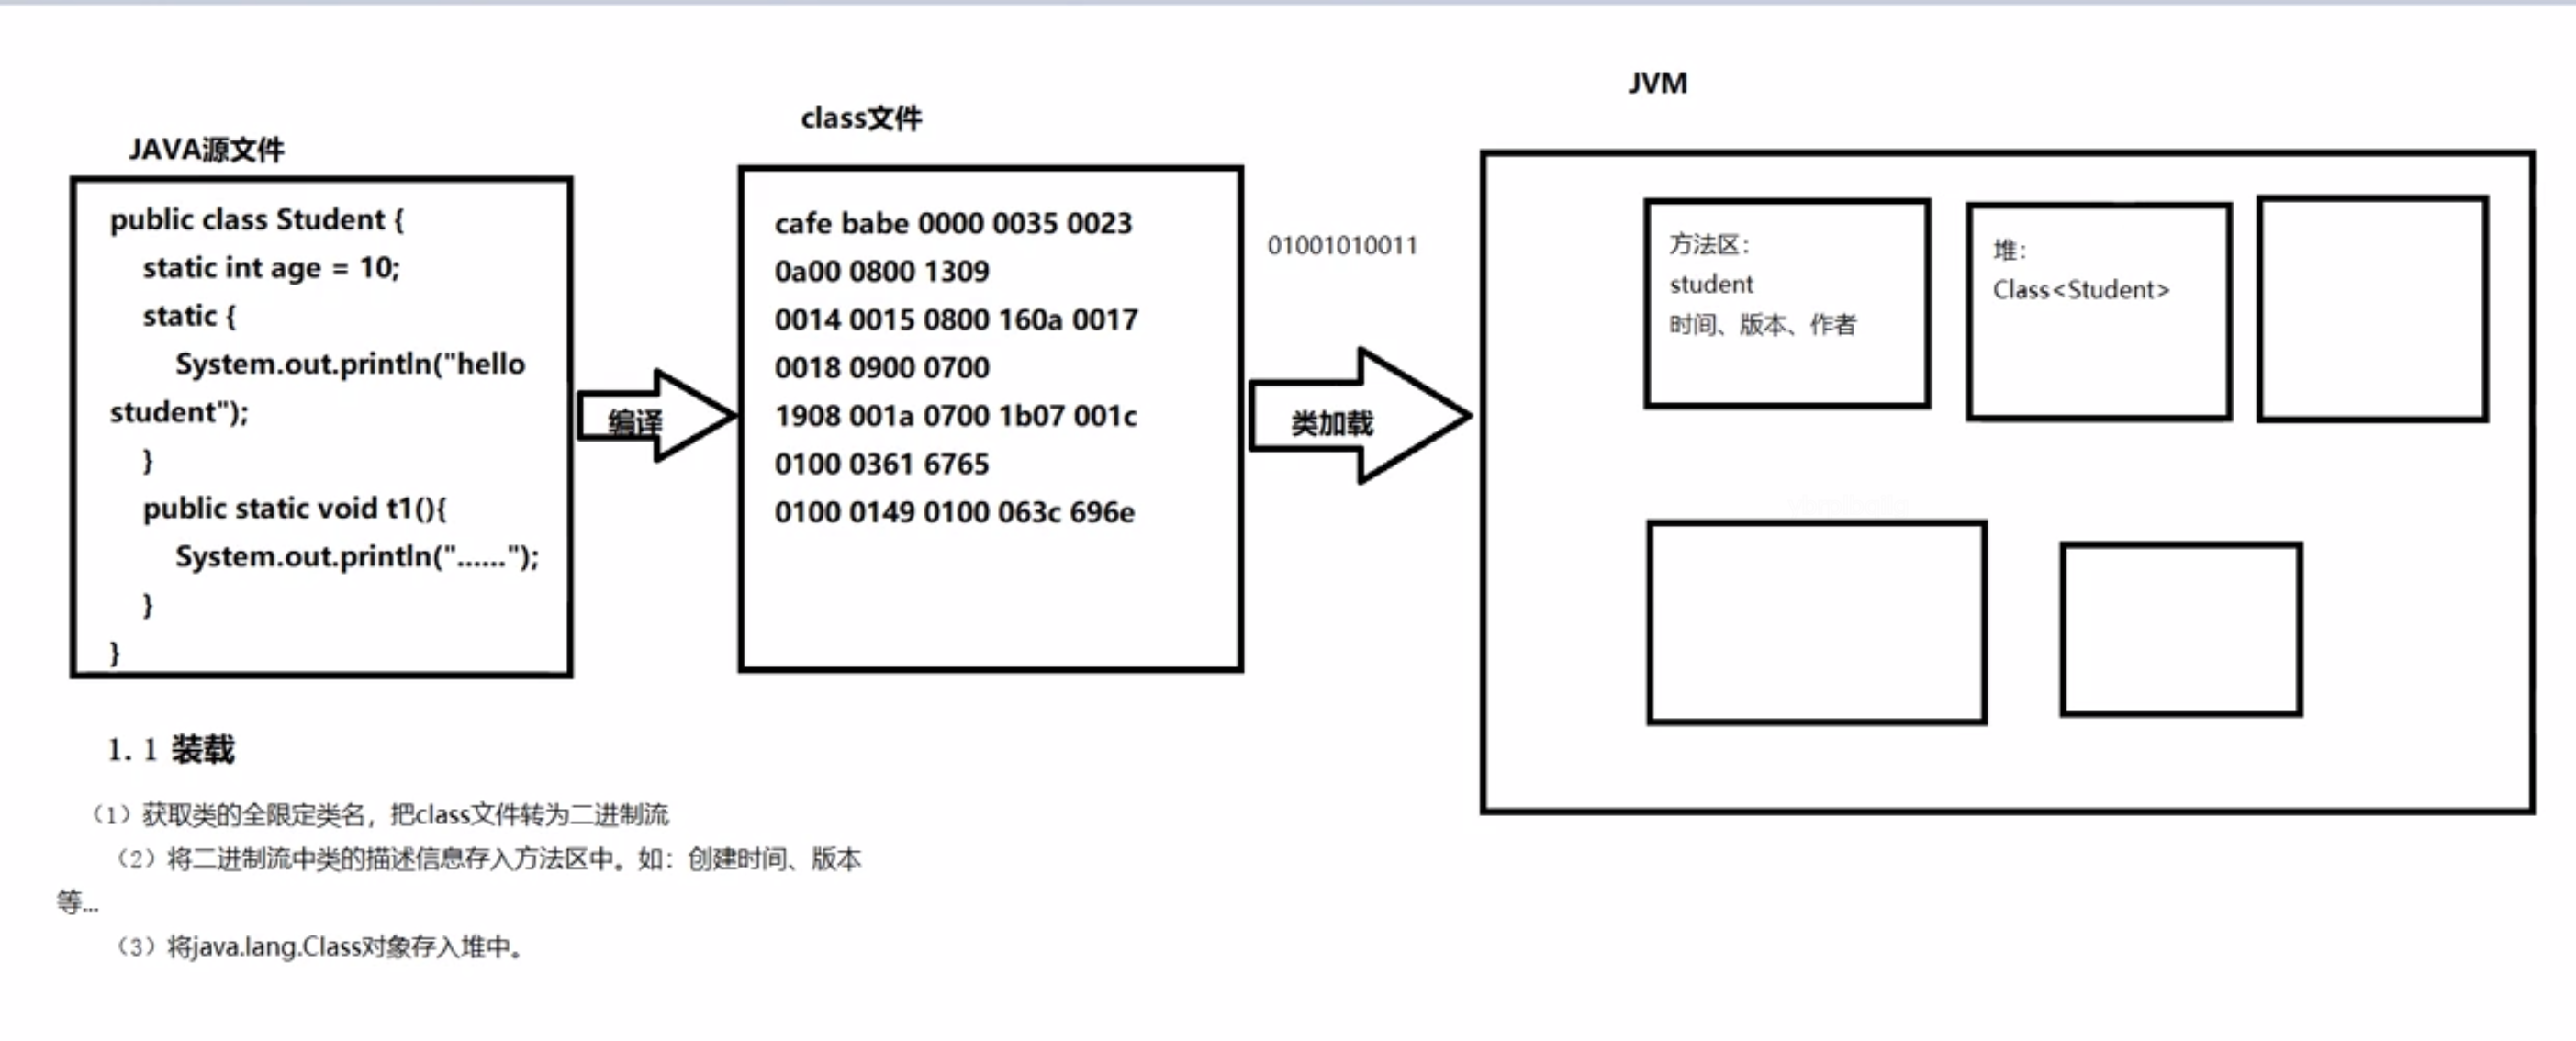 JVM
class文件
JAVA源文件
public class Student {
static int age = 10;
static {
System.out.println("hello
student");
}
public static void t1(){
System.out.println("......");
}
}
编译
cafe babe 0000 0035 0023
0a00 0800 1309
0014 0015 0800 160a 0017
0018 0900 0700
1908 001a 0700 1b07 001c
0100 0361 6765
0100 0149 0100 063c 696e
01001010011
类加载
方法区：
student
时间、版本、作者
堆：
Class<Student>
1. 1 装载
（1）获取类的全限定类名，把class文件转为二进制流
（2）将二进制流中类的描述信息存入方法区中。如：创建时间、版本
等...
（3）将java.lang.Class对象存入堆中。